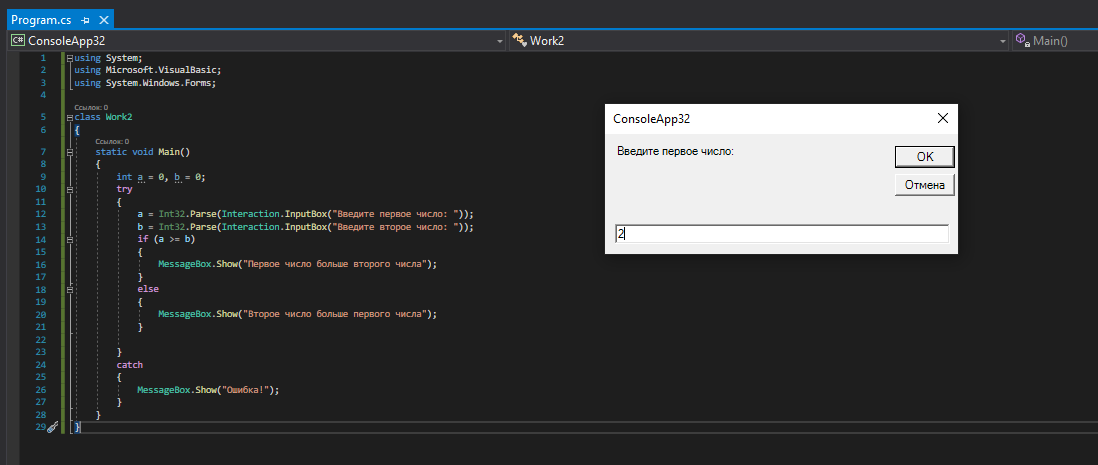 Program.cs
C# ConsoleApp32 Work2 Main()
1 using System;
2 using Microsoft.VisualBasic;
3 using System.Windows.Forms;
4
Ссылок: 0
5 class Work2
6 {
Ссылок: 0
7 static void Main()
8 {
9 int a = 0, b = 0;
10 try
11 {
12 a = Int32.Parse(Interaction.InputBox("Введите первое число: "));
13 b = Int32.Parse(Interaction.InputBox("Введите второе число: "));
14 if (a >= b)
15 {
16 MessageBox.Show("Первое число больше второго числа");
17 }
18 else
19 {
20 MessageBox.Show("Второе число больше первого числа");
21 }
22
23 }
24 catch
25 {
26 MessageBox.Show("Ошибка!");
27 }
28 }
29 }
ConsoleApp32
Введите первое число:
OK
Отмена
2